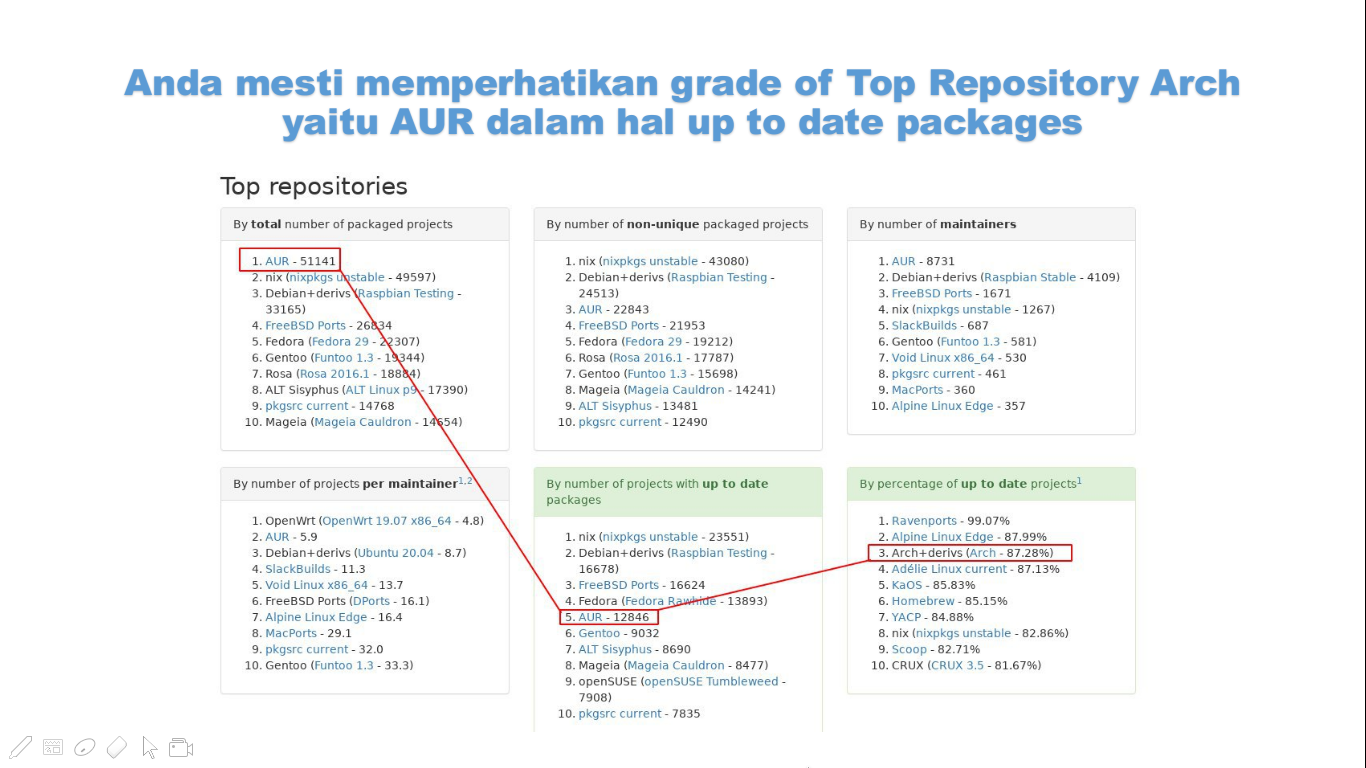 Anda mesti memperhatikan grade of Top Repository Arch
yaitu AUR dalam hal up to date packages
Top repositories
By total number of packaged projects
1. AUR - 51141
2. nix (nixpkgs unstable - 49597)
3. Debian+derivs (Raspbian Testing -
33165)
4. FreeBSD Ports - 26834
5. Fedora (Fedora 29 - 22307)
6. Gentoo (Funtoo 1.3 - 19344)
7. Rosa (Rosa 2016.1 - 18884)
8. ALT Sisyphus (ALT Linux p9 - 17390)
9. pkgsrc current - 14768
10. Mageia (Mageia Cauldron - 14654)
By number of non-unique packaged projects
1. nix (nixpkgs unstable - 43080)
2. Debian+derivs (Raspbian Testing -
24513)
3. AUR - 22843
4. FreeBSD Ports - 21953
5. Fedora (Fedora 29 - 19212)
6. Rosa (Rosa 2016.1 - 17787)
7. Gentoo (Funtoo 1.3 - 15698)
8. Mageia (Mageia Cauldron - 14241)
9. ALT Sisyphus - 13481
10. pkgsrc current - 12490
By number of maintainers
1. AUR - 8731
2. Debian+derivs (Raspbian Stable - 4109)
3. FreeBSD Ports - 1671
4. nix (nixpkgs unstable - 1267)
5. SlackBuilds - 687
6. Gentoo (Funtoo 1.3 - 581)
7. Void Linux x86_64 - 530
8. pkgsrc current - 461
9. MacPorts - 360
10. Alpine Linux Edge - 357
By number of projects per maintainer1,2
1. OpenWrt (OpenWrt 19.07 x86_64 - 4.8)
2. AUR - 5.9
3. Debian+derivs (Ubuntu 20.04 - 8.7)
4. SlackBuilds - 11.3
5. Void Linux x86_64 - 13.7
6. FreeBSD Ports (DPorts - 16.1)
7. Alpine Linux Edge - 16.4
8. MacPorts - 29.1
9. pkgsrc current - 32.0
10. Gentoo (Funtoo 1.3 - 33.3)
By number of projects with up to date
packages
1. nix (nixpkgs unstable - 23551)
2. Debian+derivs (Raspbian Testing -
16678)
3. FreeBSD Ports - 16624
4. Fedora (Fedora Rawhide - 13893)
5. AUR - 12846
6. Gentoo - 9032
7. ALT Sisyphus - 8690
8. Mageia (Mageia Cauldron - 8477)
9. openSUSE (openSUSE Tumbleweed -
7908)
10. pkgsrc current - 7835
By percentage of up to date projects1
1. Ravenports - 99.07%
2. Alpine Linux Edge - 87.99%
3. Arch+derivs (Arch - 87.28%)
4. Adélie Linux current - 87.13%
5. KaOS - 85.83%
6. Homebrew - 85.15%
7. YACP - 84.88%
8. nix (nixpkgs unstable - 82.86%)
9. Scoop - 82.71%
10. CRUX (CRUX 3.5 - 81.67%)